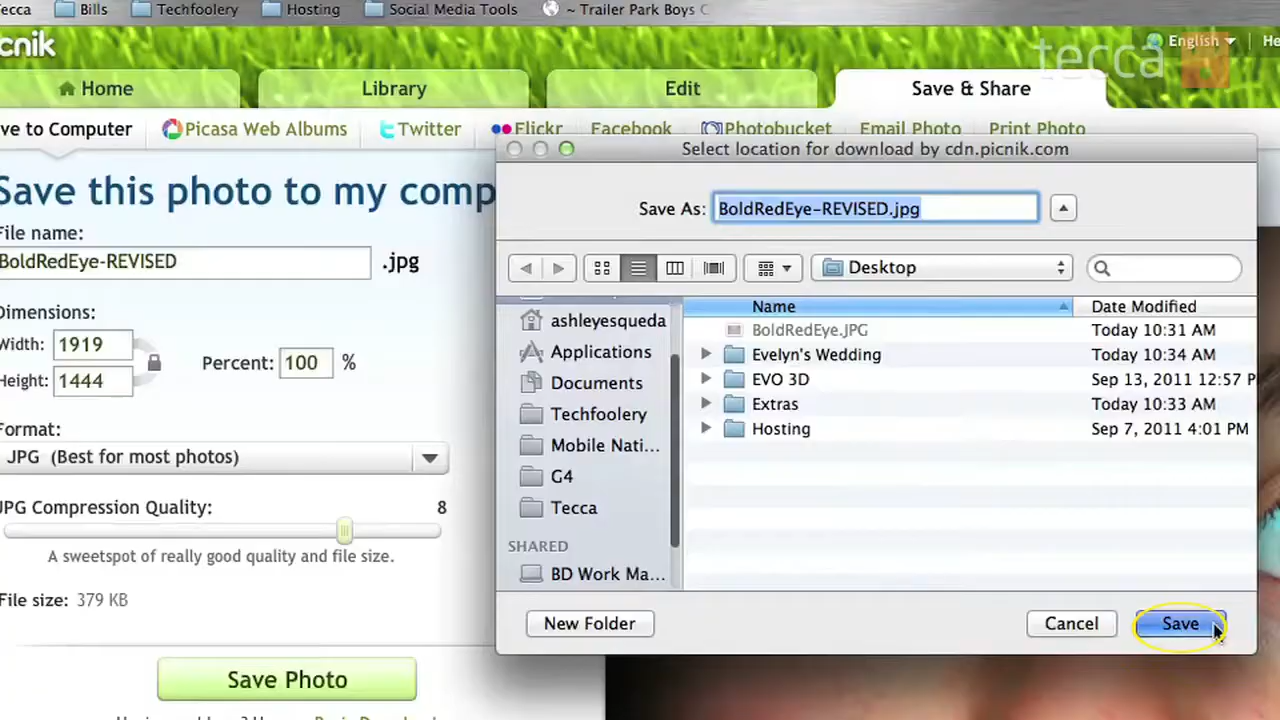 ecca Bills Techfoolery Hosting Social Media Tools ~ Trailer Park Boys C
cnik
English He
tecca
Home Library Edit Save & Share
ve to Computer Picasa Web Albums Twitter Flickr Facebook Photobucket Email Photo Print Photo
Select location for download by cdn.picnik.com
Save this photo to my comp
Save As: BoldRedEye-REVISED.jpg
File name:
BoldRedEye-REVISED .jpg
Desktop
Name Date Modified
Dimensions:
Width: 1919
Height: 1444
Percent: 100 %
ashleyesqueda
Applications
Documents
Techfoolery
Mobile Nati...
G4
Tecca
SHARED
BD Work Ma...
BoldRedEye.JPG Today 10:31 AM
Evelyn's Wedding Today 10:34 AM
EVO 3D Sep 13, 2011 12:57 P
Extras Today 10:33 AM
Hosting Sep 7, 2011 4:01 PM
Format:
JPG (Best for most photos)
JPG Compression Quality: 8
A sweetspot of really good quality and file size.
File size: 379 KB
New Folder Cancel Save
Save Photo